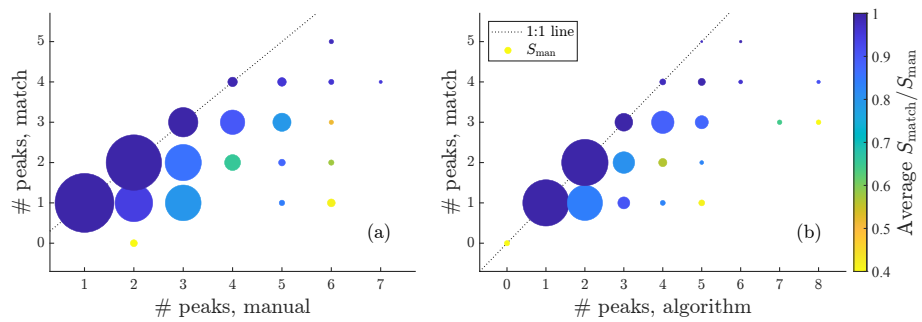 5
4
3
2
1
0
# peaks, match
1 2 3 4 5 6 7
# peaks, manual
(a)
1:1 line
S_man
5
4
3
2
1
0
# peaks, match
0 1 2 3 4 5 6 7 8
# peaks, algorithm
(b)
1
0.9
0.8
0.7
0.6
0.5
0.4
Average S_match/S_man